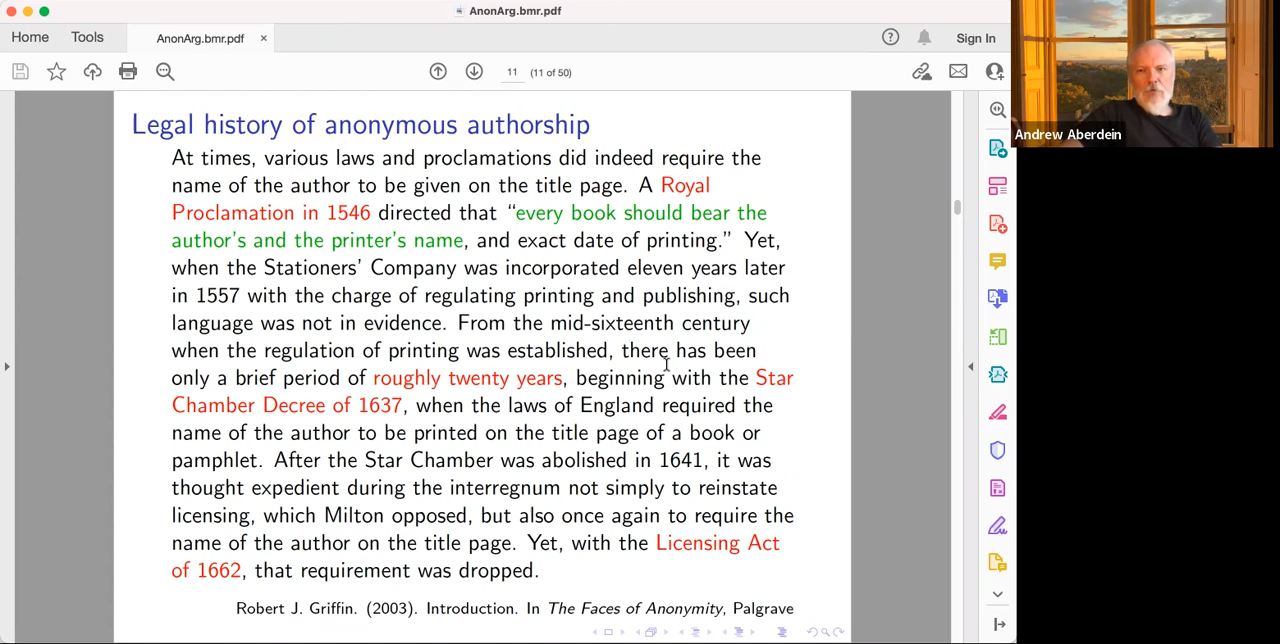 AnonArg.bmr.pdf
Home Tools AnonArg.bmr.pdf × Sign In
11 (11 of 50)
Andrew Aberdein
Legal history of anonymous authorship
At times, various laws and proclamations did indeed require the
name of the author to be given on the title page. A Royal
Proclamation in 1546 directed that “every book should bear the
author's and the printer's name, and exact date of printing.” Yet,
when the Stationers' Company was incorporated eleven years later
in 1557 with the charge of regulating printing and publishing, such
language was not in evidence. From the mid-sixteenth century
when the regulation of printing was established, there has been
only a brief period of roughly twenty years, beginning with the Star
Chamber Decree of 1637, when the laws of England required the
name of the author to be printed on the title page of a book or
pamphlet. After the Star Chamber was abolished in 1641, it was
thought expedient during the interregnum not simply to reinstate
licensing, which Milton opposed, but also once again to require the
name of the author on the title page. Yet, with the Licensing Act
of 1662, that requirement was dropped.
Robert J. Griffin. (2003). Introduction. In The Faces of Anonymity, Palgrave